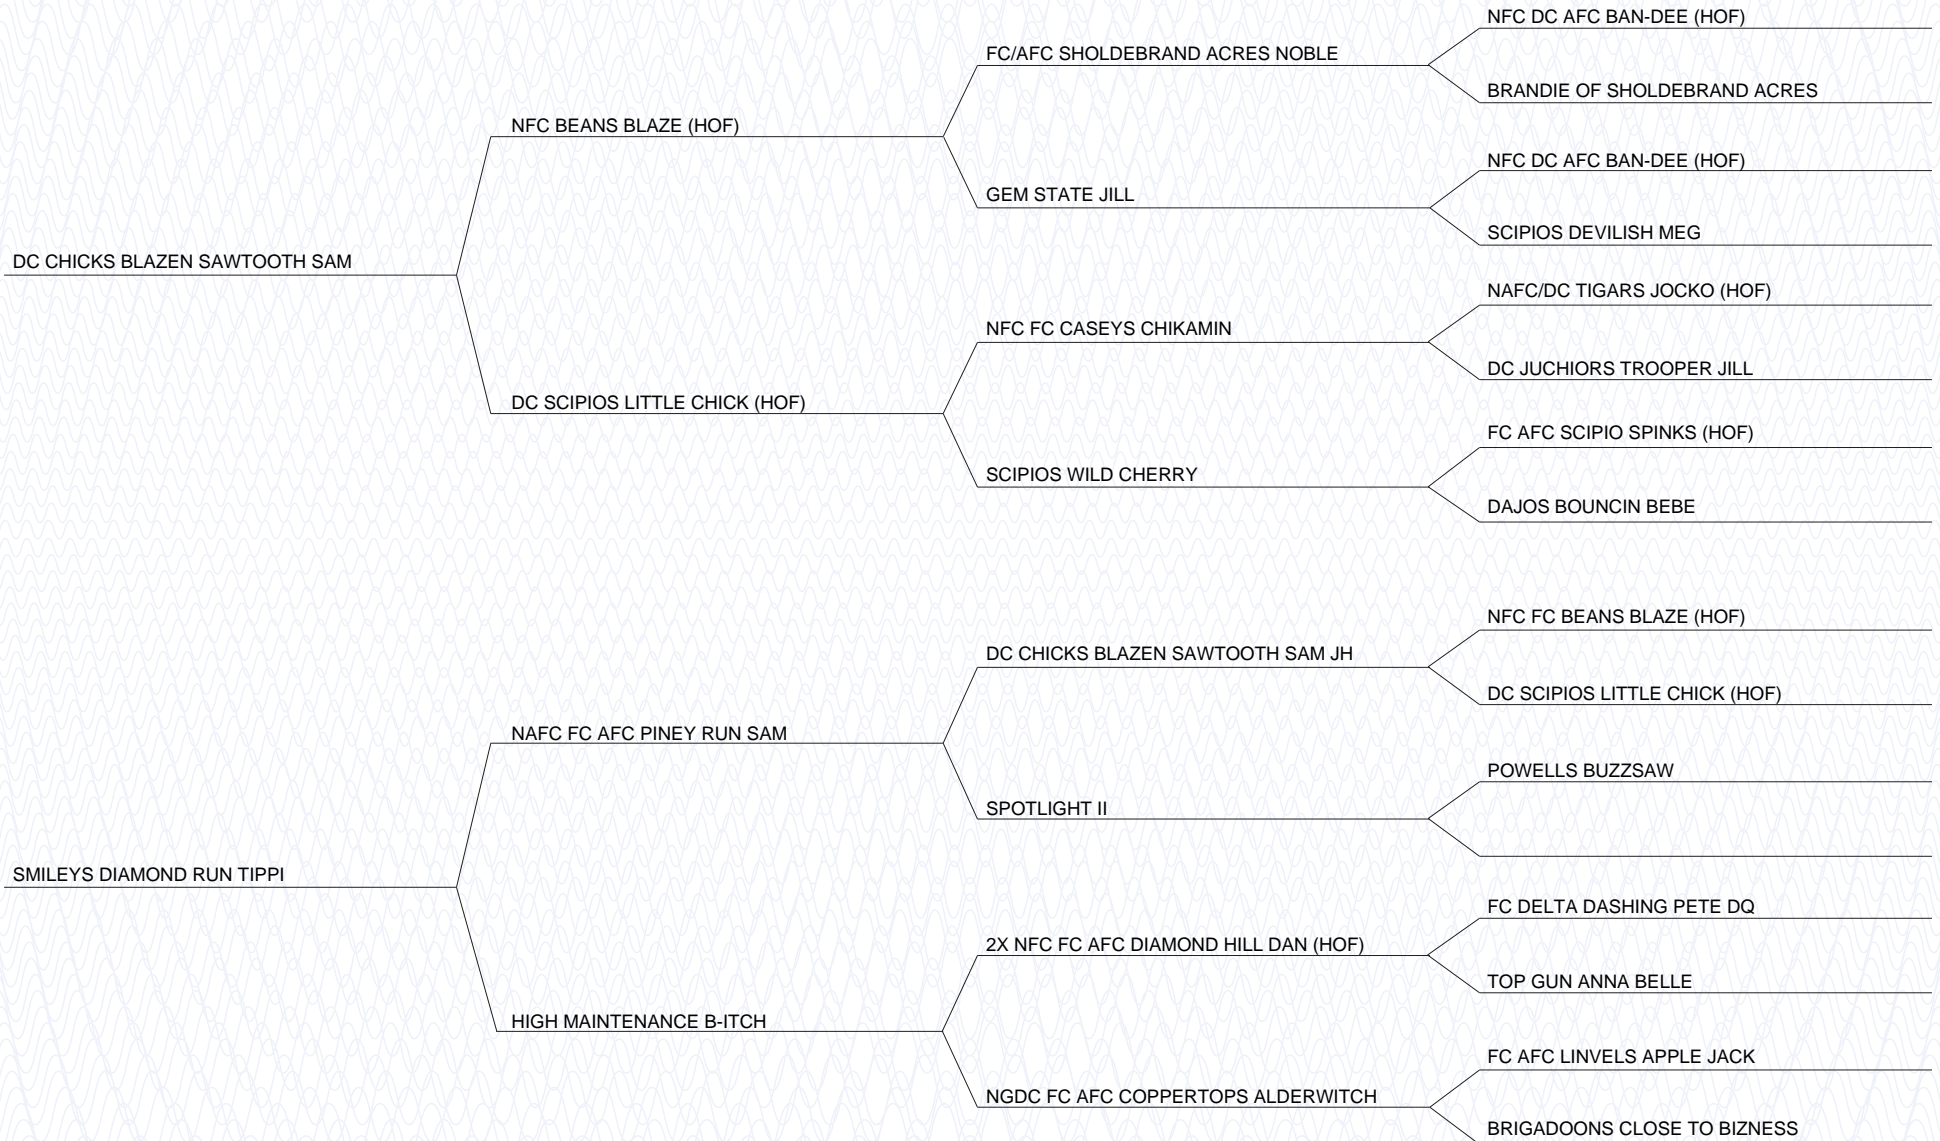 NFC DC AFC BAN-DEE (HOF)
FC/AFC SHOLDEBRAND ACRES NOBLE
BRANDIE OF SHOLDEBRAND ACRES
NFC BEANS BLAZE (HOF)
NFC DC AFC BAN-DEE (HOF)
GEM STATE JILL
SCIPIOS DEVILISH MEG
DC CHICKS BLAZEN SAWTOOTH SAM
NAFC/DC TIGARS JOCKO (HOF)
NFC FC CASEYS CHIKAMIN
DC JUCHIORS TROOPER JILL
DC SCIPIOS LITTLE CHICK (HOF)
FC AFC SCIPIO SPINKS (HOF)
SCIPIOS WILD CHERRY
DAJOS BOUNCIN BEBE
NFC FC BEANS BLAZE (HOF)
DC CHICKS BLAZEN SAWTOOTH SAM JH
DC SCIPIOS LITTLE CHICK (HOF)
NAFC FC AFC PINEY RUN SAM
POWELLS BUZZSAW
SPOTLIGHT II
SMILEYS DIAMOND RUN TIPPI
FC DELTA DASHING PETE DQ
2X NFC FC AFC DIAMOND HILL DAN (HOF)
TOP GUN ANNA BELLE
HIGH MAINTENANCE B-ITCH
FC AFC LINVELS APPLE JACK
NGDC FC AFC COPPERTOPS ALDERWITCH
BRIGADOONS CLOSE TO BIZNESS